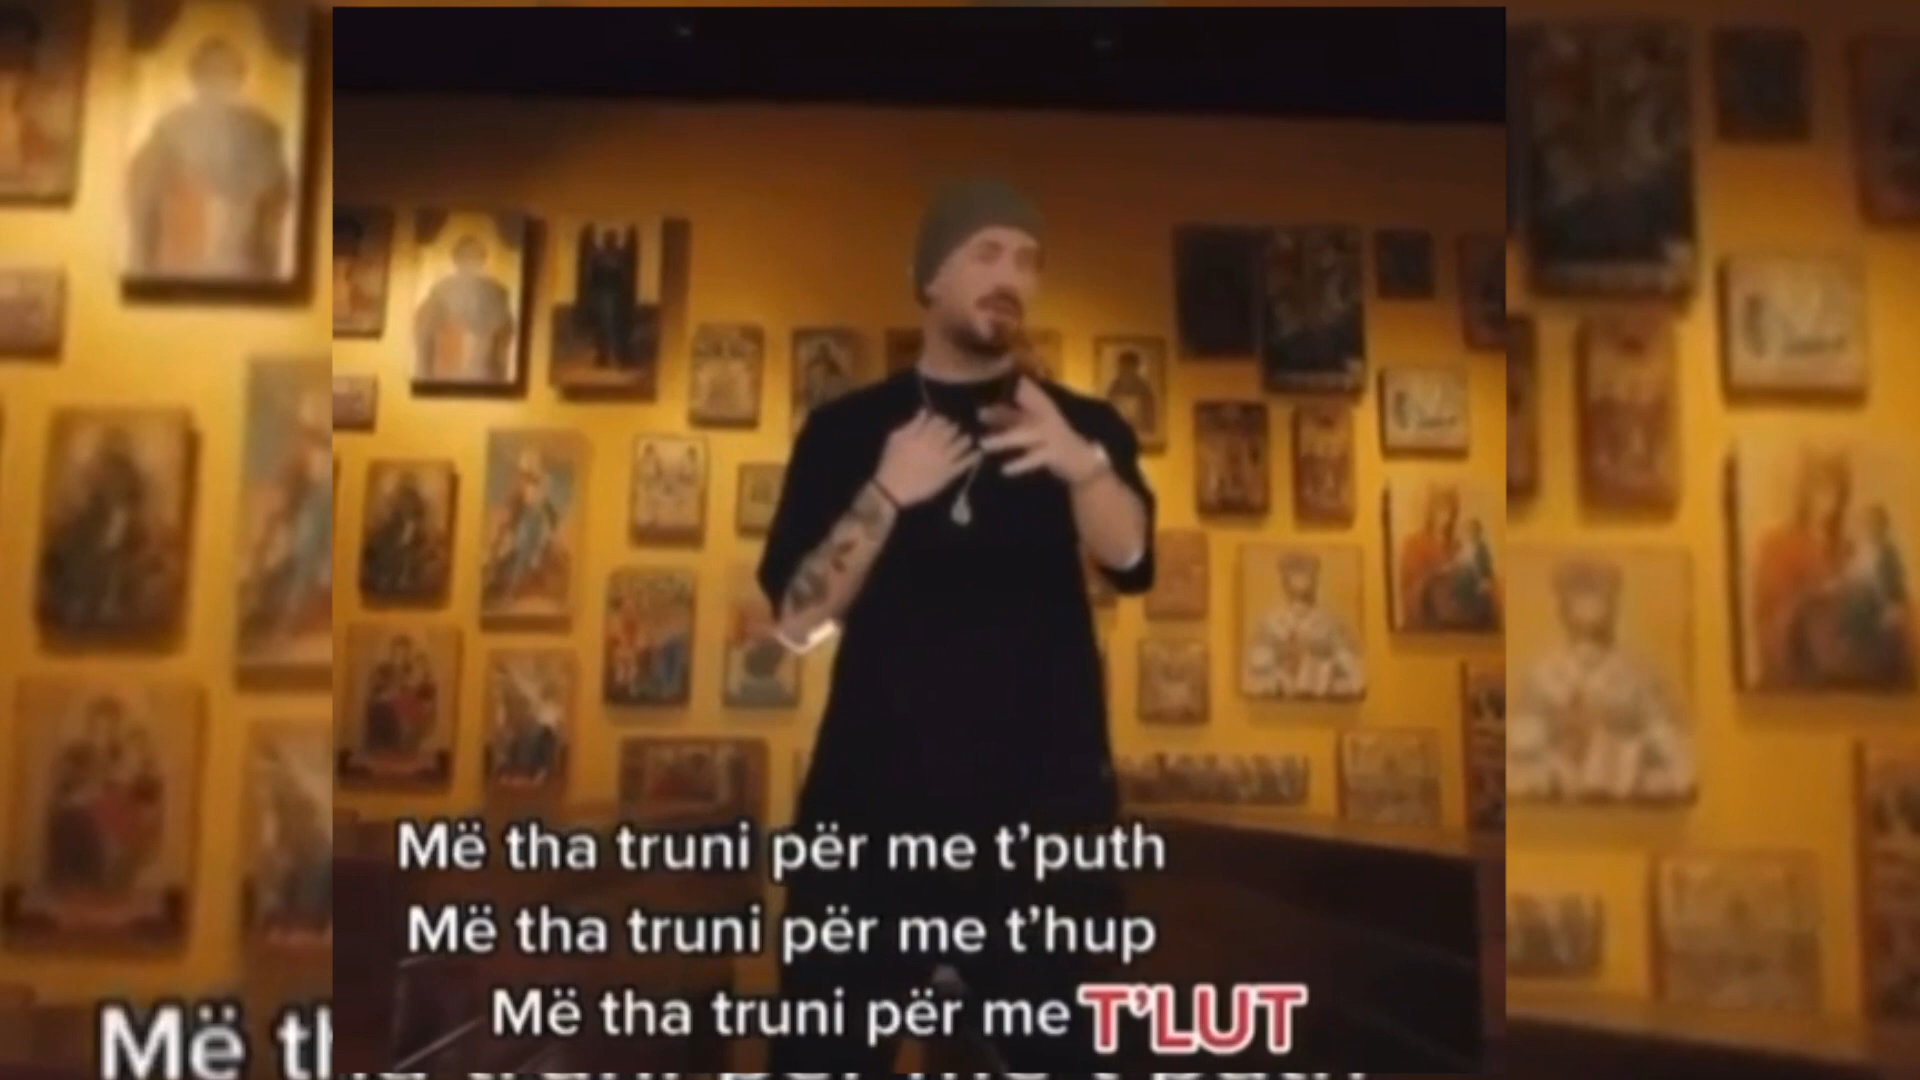 Më tha truni për me t’puth
Më tha truni për me t’hup
Më tha truni për me T’LUT